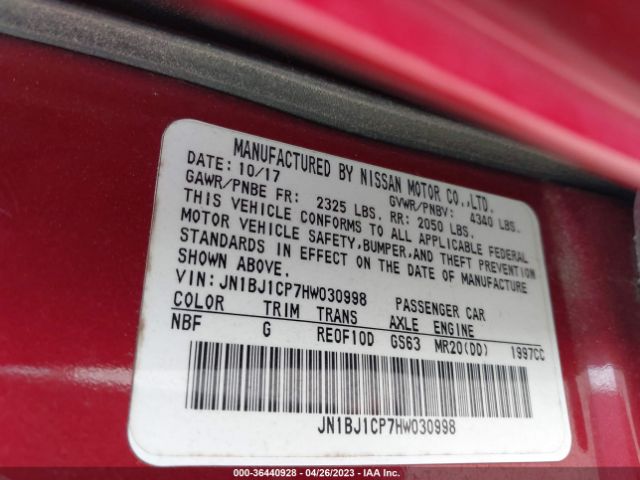 MANUFACTURED BY NISSAN MOTOR CO.,LTD.
DATE: 10/17 GVWR/PNBV: 4340 LBS.
GAWR/PNBE FR: 2325 LBS. RR: 2050 LBS.
THIS VEHICLE CONFORMS TO ALL APPLICABLE FEDERAL
MOTOR VEHICLE SAFETY,BUMPER,AND THEFT PREVENTION
STANDARDS IN EFFECT ON THE DATE OF MANUFACTURE
SHOWN ABOVE.
VIN: JN1BJ1CP7HW030998 PASSENGER CAR
COLOR TRIM TRANS AXLE ENGINE
NBF G RE0F10D GS63 MR20(DD) 1997CC
JN1BJ1CP7HW030998
000-36440928 - 04/26/2023 - IAA Inc.